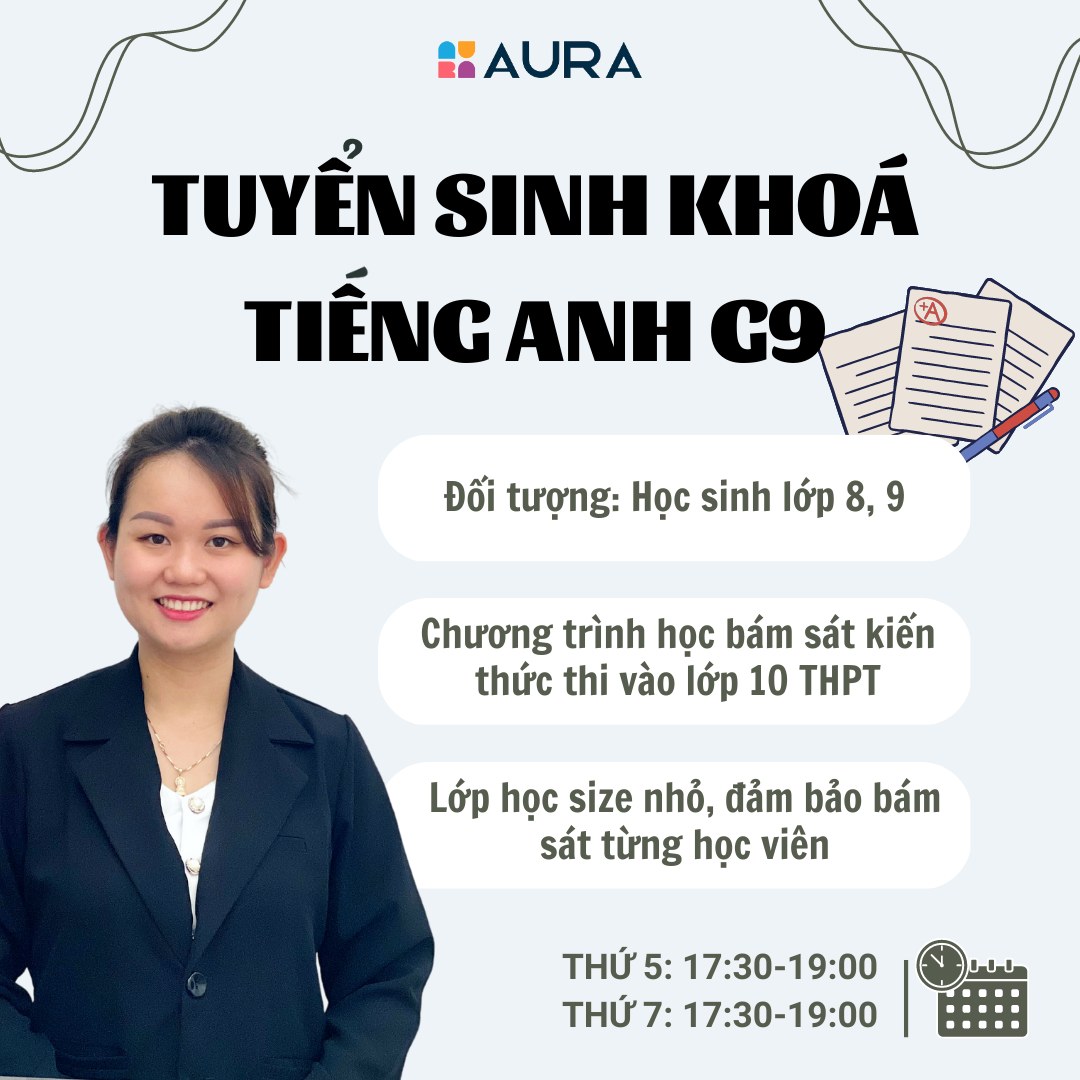 AURA
TUYỂN SINH KHOÁ
TIẾNG ANH G9
+A
Đối tượng: Học sinh lớp 8, 9
Chương trình học bám sát kiến
thức thi vào lớp 10 THPT
Lớp học size nhỏ, đảm bảo bám
sát từng học viên
THỨ 5: 17:30-19:00
THỨ 7: 17:30-19:00